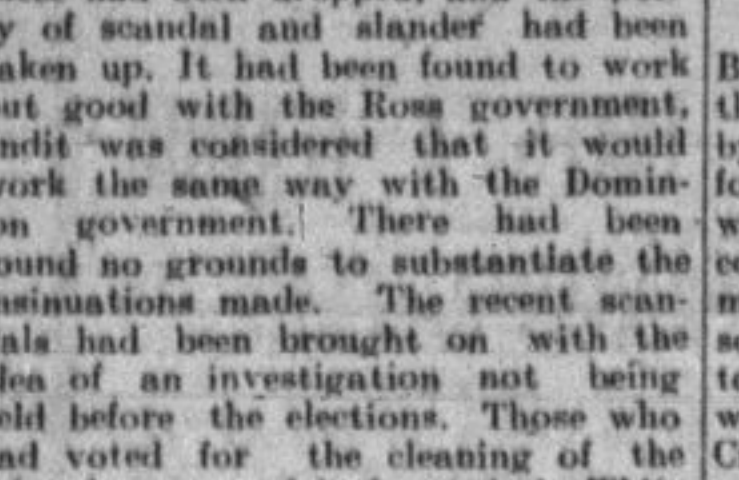 y of scandal and slander had been
aken up. It had been found to work
ut good with the Ross government,
ndit was considered that it would
work the same way with the Domin-
on government. There had been
ound no grounds to substantiate the
nsinuations made. The recent scan-
als had been brought on with the
dea of an investigation not being
eld before the elections. Those who
ad voted for the cleaning of the